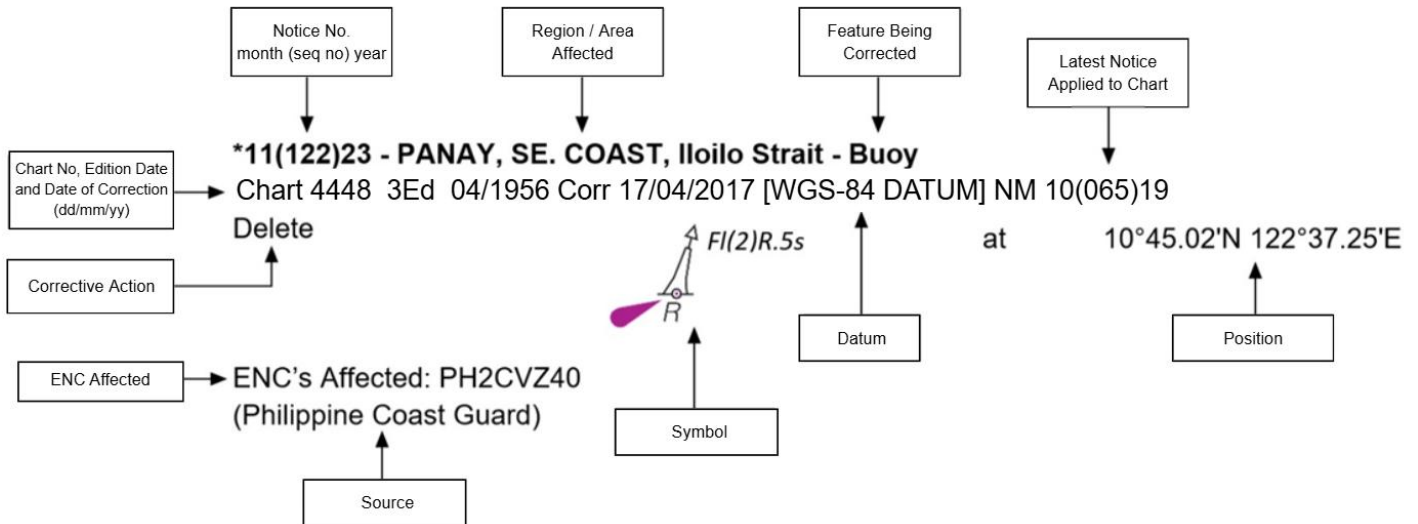 Notice No.
month (seq no) year
Region / Area
Affected
Feature Being
Corrected
Latest Notice
Applied to Chart
*11(122)23 - PANAY, SE. COAST, Iloilo Strait - Buoy
Chart No, Edition Date
and Date of Correction
(dd/mm/yy)
Chart 4448 3Ed 04/1956 Corr 17/04/2017 [WGS-84 DATUM] NM 10(065)19
Delete
Fl(2)R.5s
at
10°45.02'N 122°37.25'E
Corrective Action
R
Datum
Position
ENC Affected
ENC's Affected: PH2CVZ40
(Philippine Coast Guard)
Symbol
Source